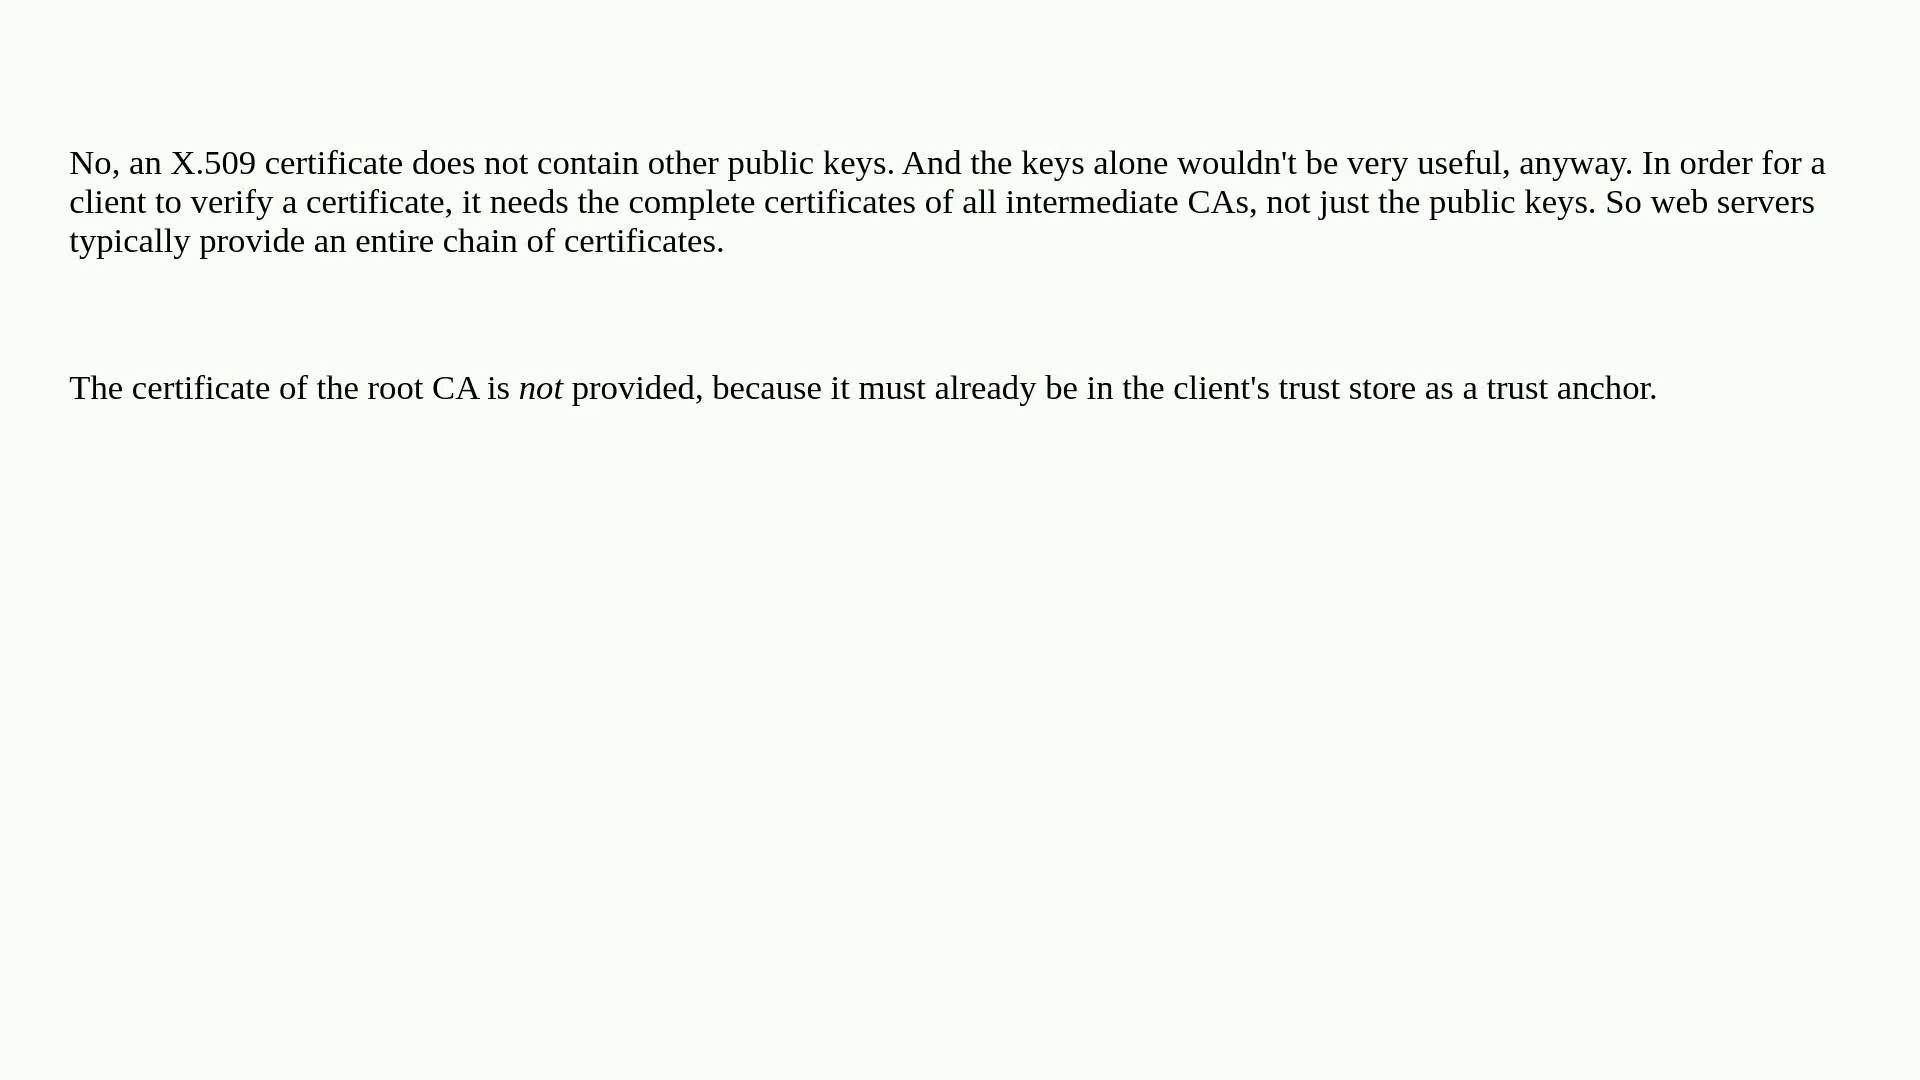 No, an X.509 certificate does not contain other public keys. And the keys alone wouldn't be very useful, anyway. In order for a
client to verify a certificate, it needs the complete certificates of all intermediate CAs, not just the public keys. So web servers
typically provide an entire chain of certificates.
The certificate of the root CA is not provided, because it must already be in the client's trust store as a trust anchor.